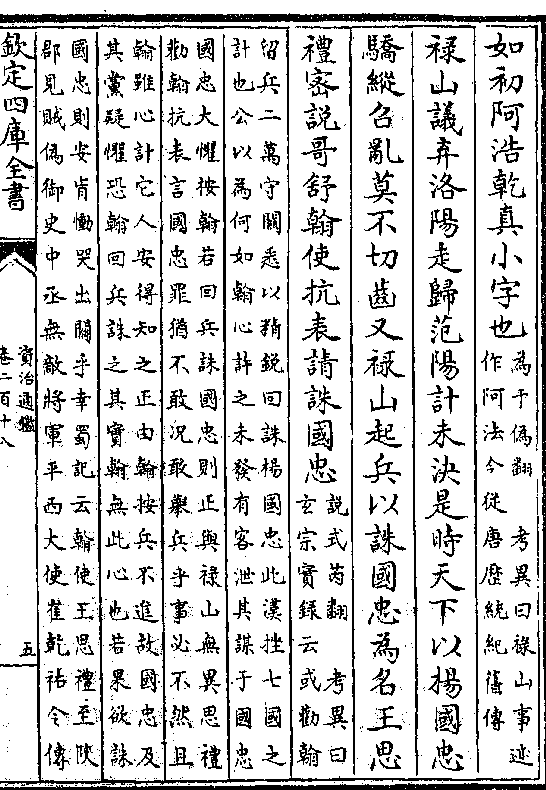 如初阿浩乾真小字也為于偽翻 考異曰祿山事迹
作阿法今從唐歷統紀舊傳
祿山議弃洛陽走歸范陽計未決是時天下以楊國忠
驕縱召亂莫不切齒又祿山起兵以誅國忠為名王思
禮密說哥舒翰使抗表請誅國忠說式芮翻 考異曰
玄宗實録云或勸翰
留兵二萬守關悉以精鋭回誅楊國忠此漢挫七國之
計也公以為何如翰心許之未發有客泄其謀于國忠
國忠大懼按翰若回兵誅國忠則正與祿山無異思禮
勸翰抗表言國忠罪猶不敢況敢舉兵乎事必不然且
翰雖心計它人安得知之正由翰按兵不進故國忠及
其黨疑懼恐翰回兵誅之其實翰無此心也若果欲誅
國忠則安肯慟哭出關乎幸蜀記云翰使王思禮至陜
郡見賊偽御史中丞無敵將軍平西大使崔乾祐令傳
欽定四庫全書
資治通鑑
卷二百十八
五